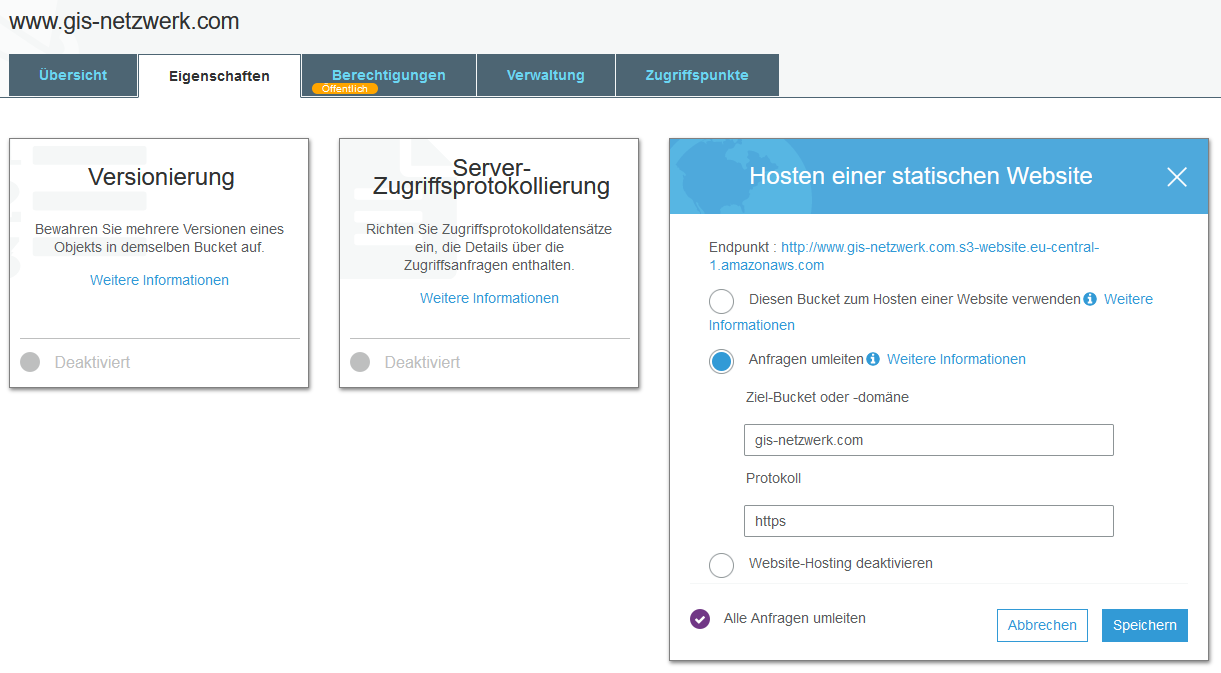 www.gis-netzwerk.com
Übersicht
Eigenschaften
Berechtigungen
Öffentlich
Verwaltung
Zugriffspunkte
Versionierung
Bewahren Sie mehrere Versionen eines
Objekts in demselben Bucket auf.
Weitere Informationen
Deaktiviert
Server-
Zugriffsprotokollierung
Richten Sie Zugriffsprotokolldatensätze
ein, die Details über die
Zugriffsanfragen enthalten.
Weitere Informationen
Deaktiviert
Hosten einer statischen Website
Endpunkt : http://www.gis-netzwerk.com.s3-website.eu-central-
1.amazonaws.com
Diesen Bucket zum Hosten einer Website verwenden Weitere
Informationen
Anfragen umleiten Weitere Informationen
Ziel-Bucket oder -domäne
gis-netzwerk.com
Protokoll
https
Website-Hosting deaktivieren
Alle Anfragen umleiten
Abbrechen
Speichern